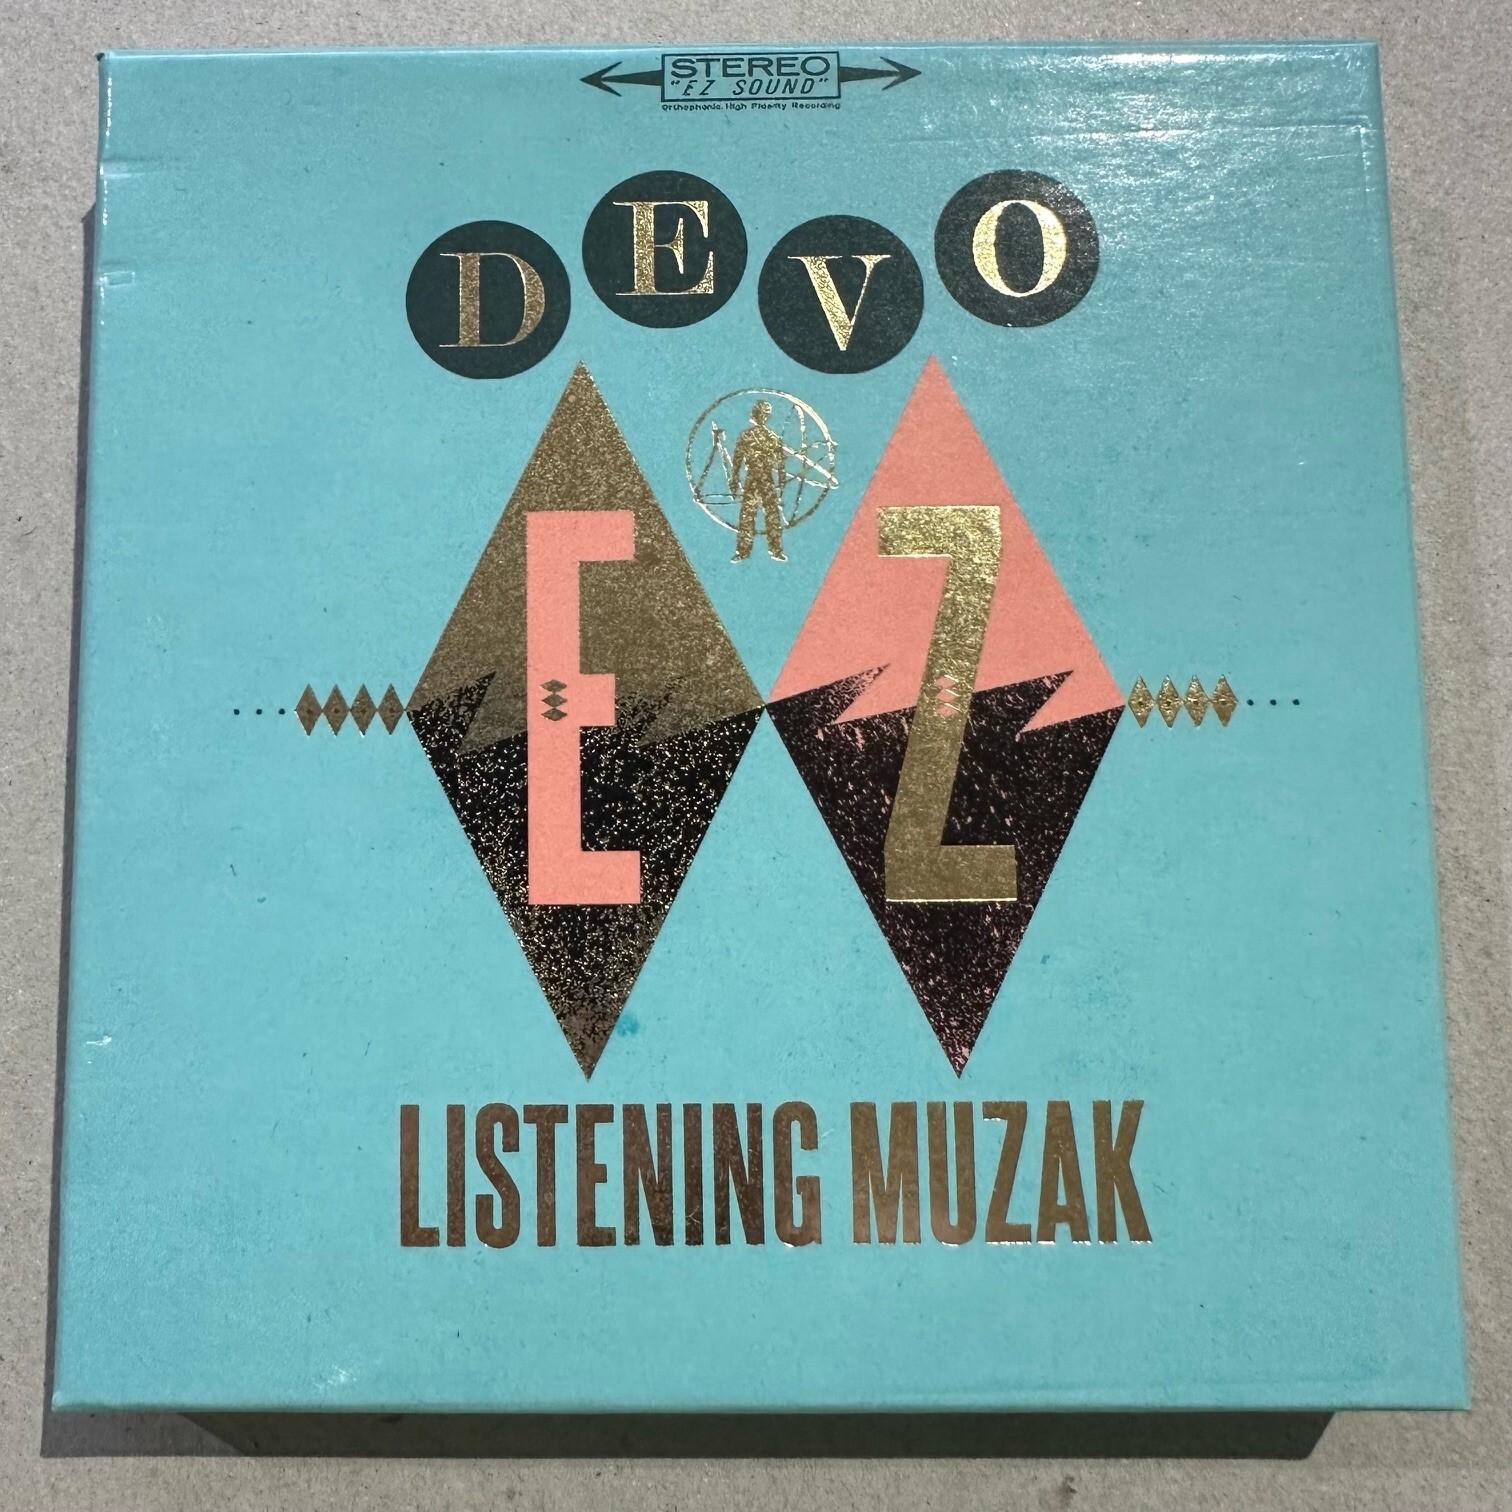 STEREO
"EZ SOUND"
Orthophonic High Fidelity Recording
DEVO
EZ
LISTENING MUZAK